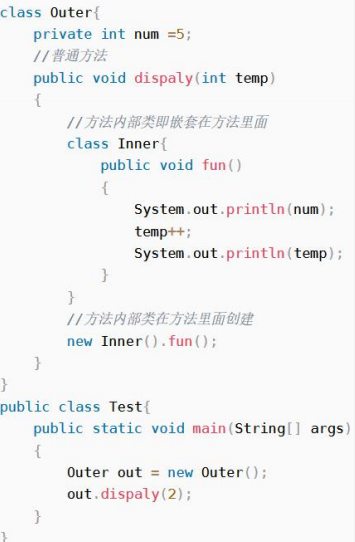 class Outer{
    private int num =5;
    //普通方法
    public void dispaly(int temp)
    {
        //方法内部类即嵌套在方法里面
        class Inner{
            public void fun()
            {
                System.out.println(num);
                temp++;
                System.out.println(temp);
            }
        }
        //方法内部类在方法里面创建
        new Inner().fun();
    }
}
public class Test{
    public static void main(String[] args)
    {
        Outer out = new Outer();
        out.dispaly(2);
    }
}